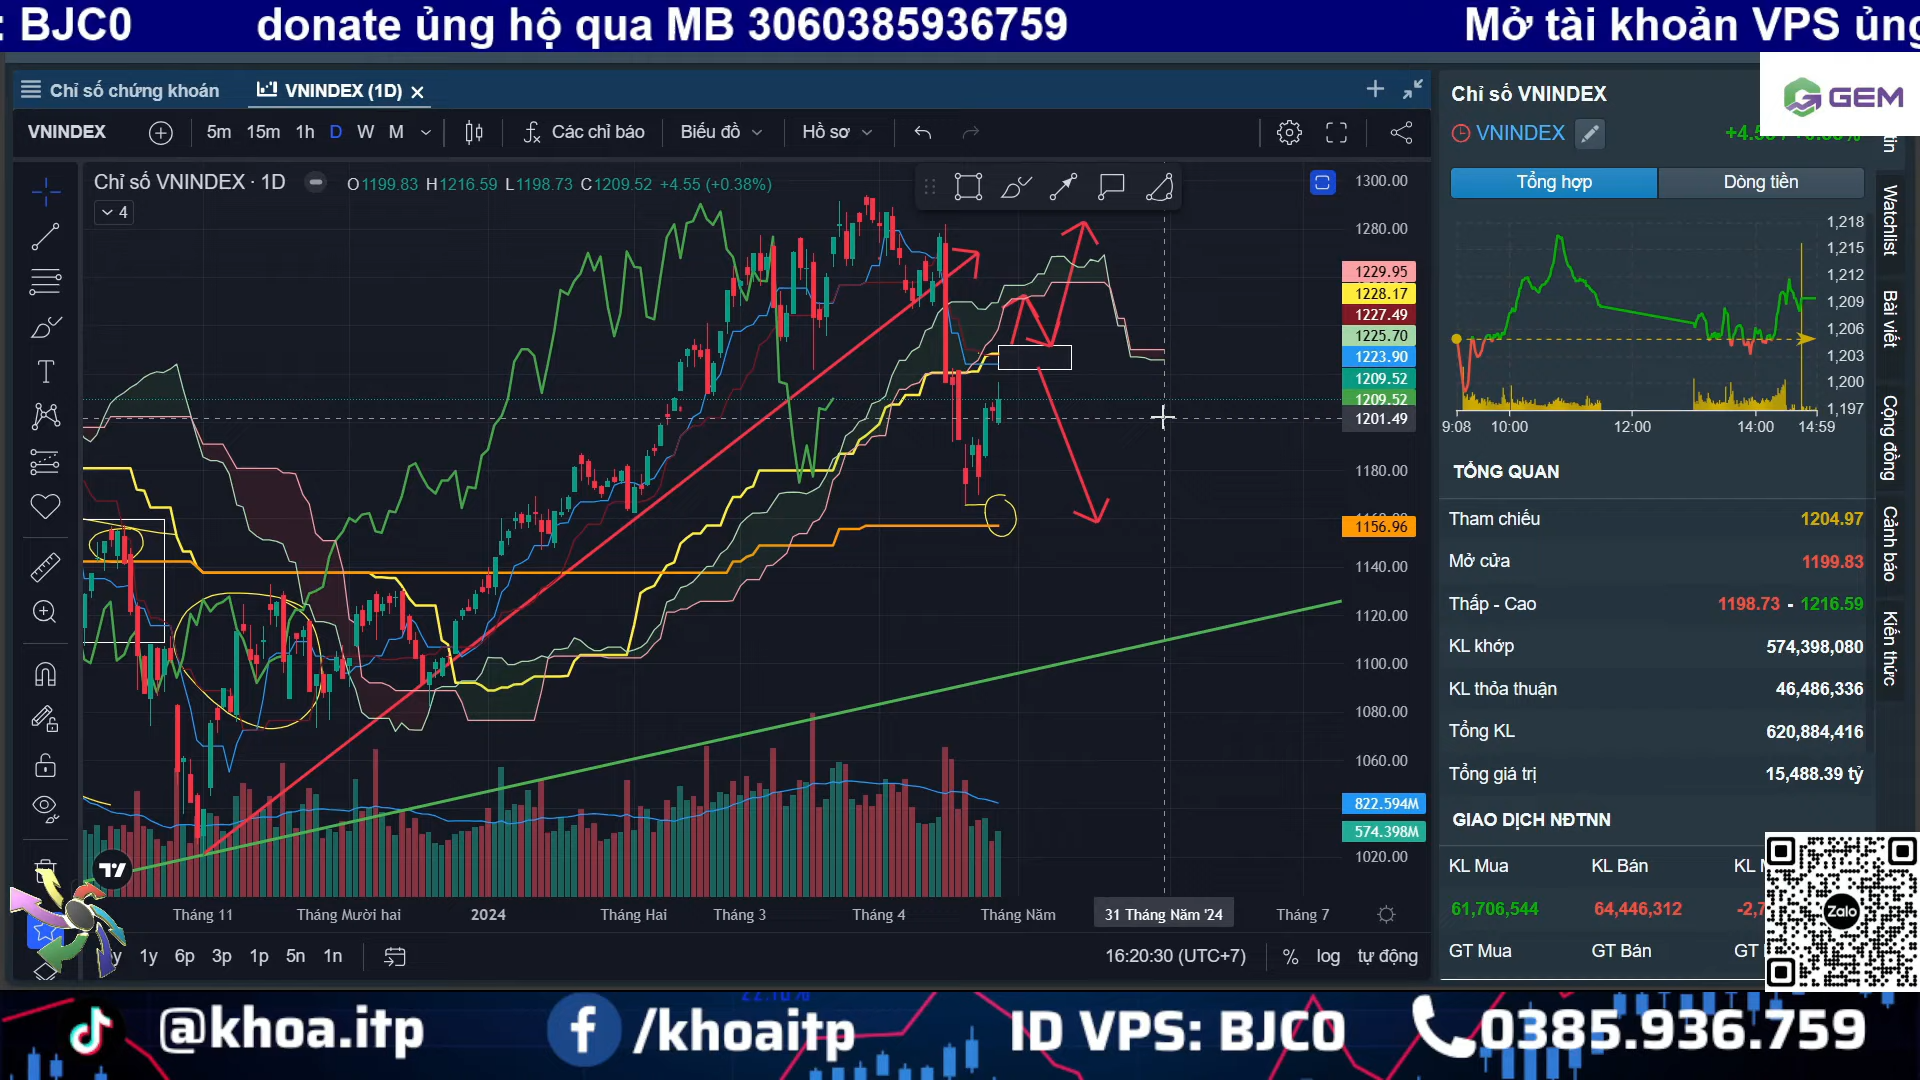 : BJC0 donate ủng hộ qua MB 3060385936759 Mở tài khoản VPS ủng
Chỉ số chứng khoán VNINDEX (1D)
VNINDEX 5m 15m 1h D W M Các chỉ báo Biểu đồ Hồ sơ
Chỉ số VNINDEX · 1D O1199.83 H1216.59 L1198.73 C1209.52 +4.55 (+0.38%)
4
1300.00
1280.00
1229.95
1228.17
1227.49
1225.70
1223.90
1209.52
1209.52
1201.49
1180.00
1156.96
1140.00
1120.00
1100.00
1080.00
1060.00
822.594M
574.398M
1020.00
Tháng 11 Tháng Mười hai 2024 Tháng Hai Tháng 3 Tháng 4 Tháng Năm 31 Tháng Năm '24 Tháng 7
1y 6p 3p 1p 5n 1n 16:20:30 (UTC+7) % log tự động
Chỉ số VNINDEX
GEM
VNINDEX
Tổng hợp Dòng tiền
1,218
1,215
1,212
1,209
1,206
1,203
1,200
1,197
9:08 10:00 12:00 14:00 14:59
TỔNG QUAN
Tham chiếu 1204.97
Mở cửa 1199.83
Thấp - Cao 1198.73 - 1216.59
KL khớp 574,398,080
KL thỏa thuận 46,486,336
Tổng KL 620,884,416
Tổng giá trị 15,488.39 tỷ
GIAO DỊCH NĐTNN
KL Mua KL Bán KL
61,706,544 64,446,312 -2,7
GT Mua GT Bán GT
Zalo
tin
Watchlist
Bài viết
Cộng đồng
Cảnh báo
Kiến thức
@khoa.itp /khoaitp ID VPS: BJC0 0385.936.759